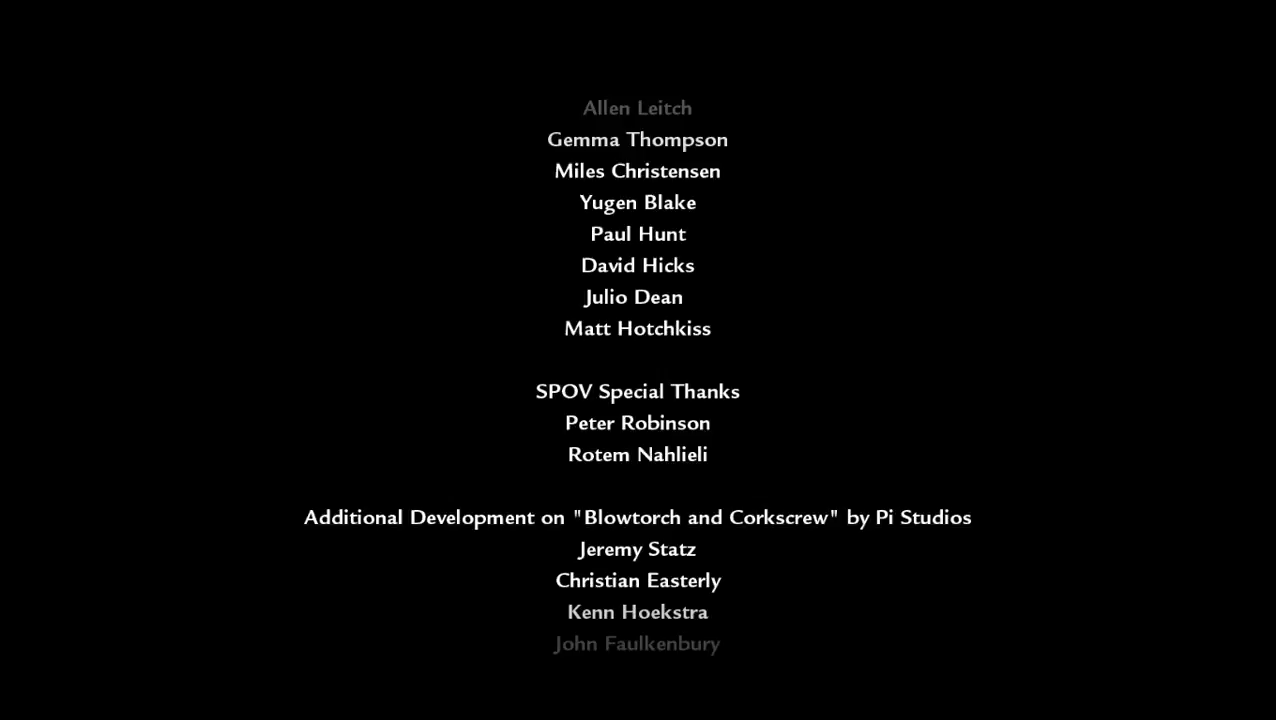 Allen Leitch
Gemma Thompson
Miles Christensen
Yugen Blake
Paul Hunt
David Hicks
Julio Dean
Matt Hotchkiss
SPOV Special Thanks
Peter Robinson
Rotem Nahlieli
Additional Development on "Blowtorch and Corkscrew" by Pi Studios
Jeremy Statz
Christian Easterly
Kenn Hoekstra
John Faulkenbury